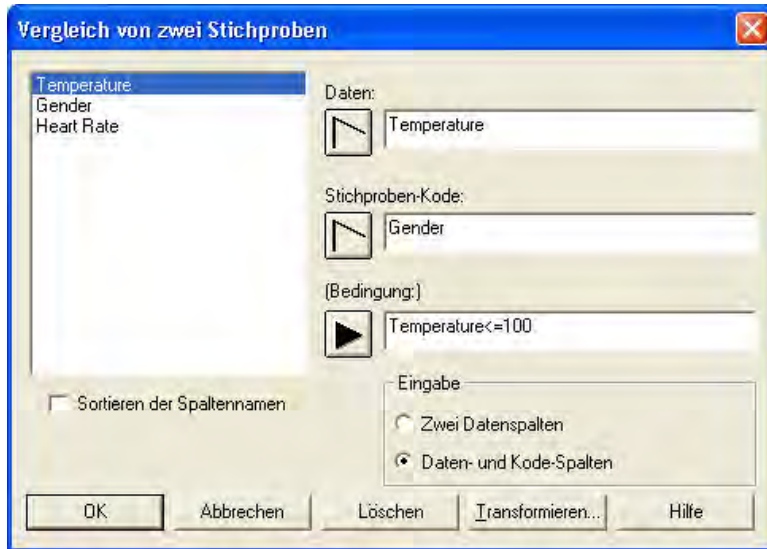 Vergleich von zwei Stichproben
Temperature
Gender
Heart Rate
Daten:
Temperature
Stichproben-Kode:
Gender
(Bedingung:)
Temperature<=100
Sortieren der Spaltennamen
Eingabe
Zwei Datenspalten
Daten- und Kode-Spalten
OK
Abbrechen
Löschen
Transformieren...
Hilfe